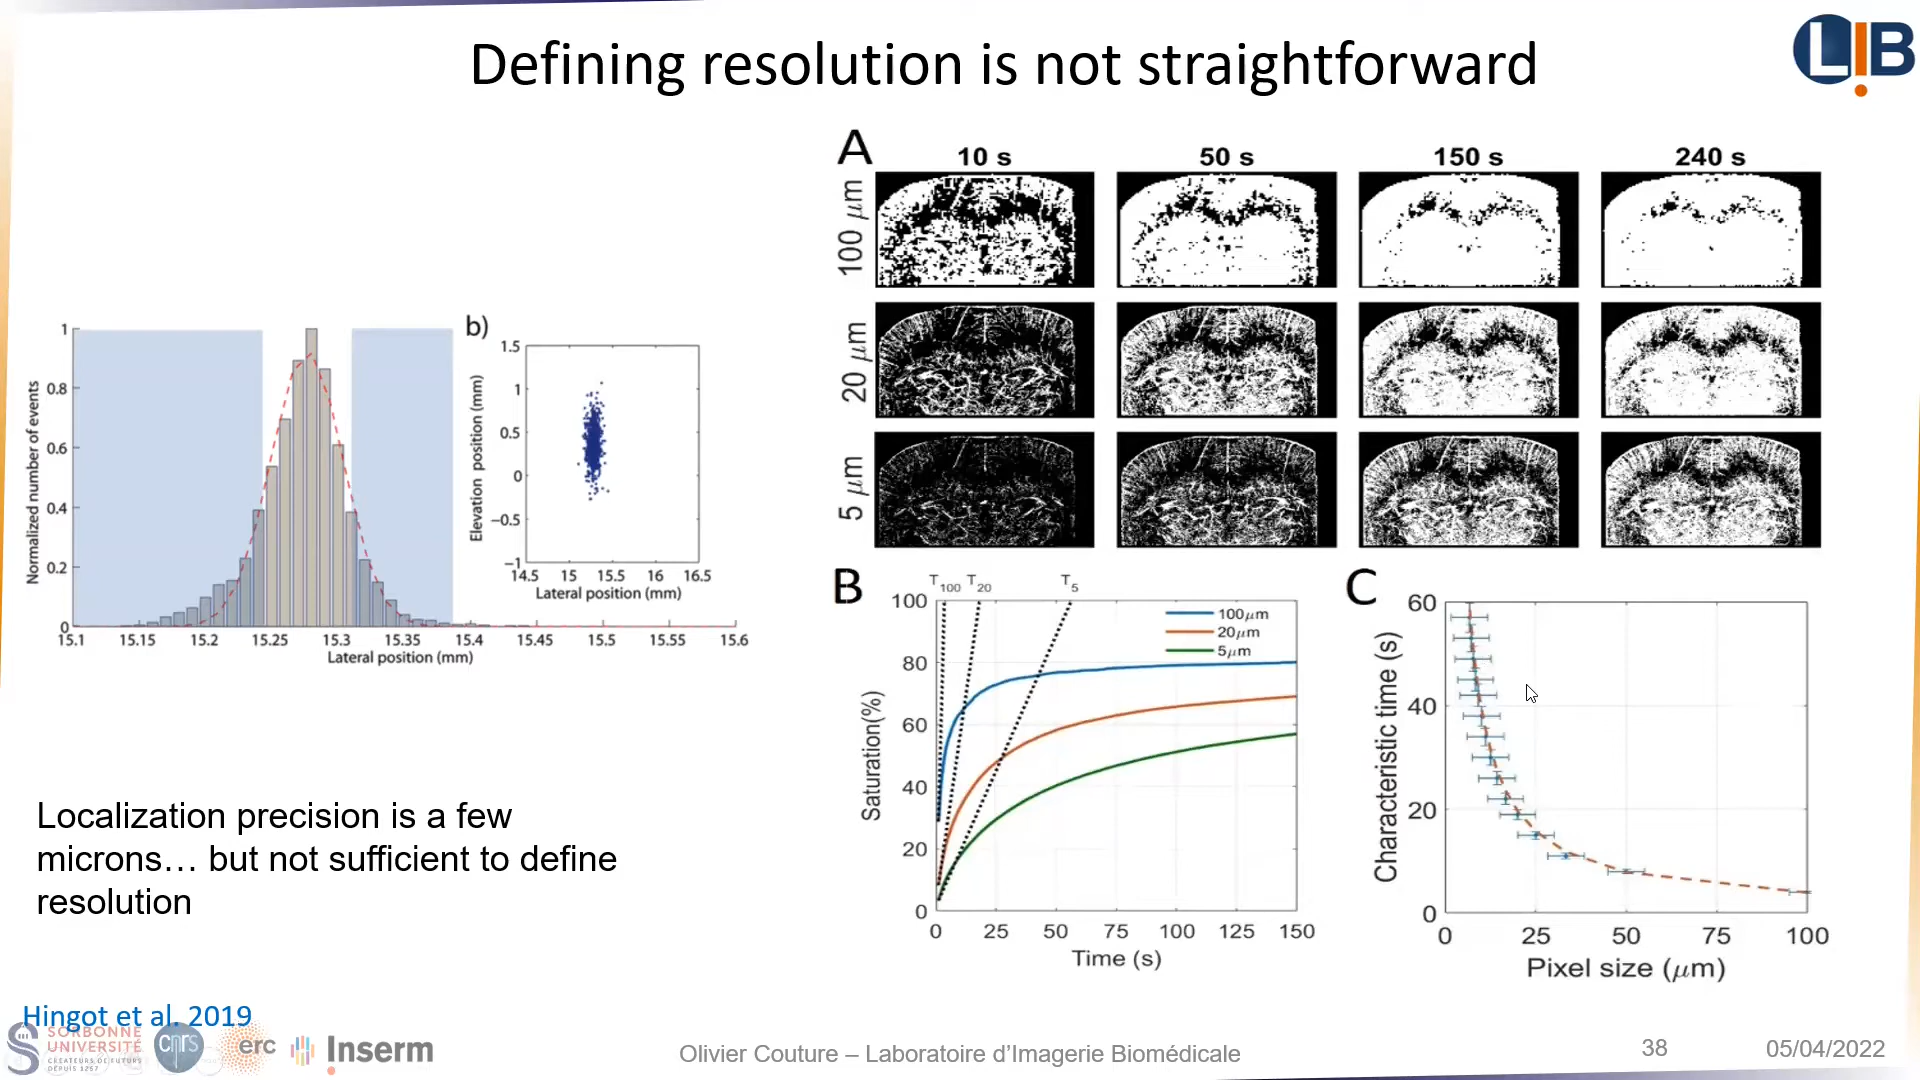 Defining resolution is not straightforward
LIB
A
10 s
50 s
150 s
240 s
100 μm
20 μm
5 μm
1
0.8
0.6
0.4
0.2
0
Normalized number of events
15.1
15.15
15.2
15.25
15.3
15.35
15.4
15.45
15.5
15.55
15.6
Lateral position (mm)
b)
1.5
1
0.5
0
−0.5
−1
Elevation position (mm)
14.5
15
15.5
16
16.5
Lateral position (mm)
B
T100 T20
T5
100
80
60
40
20
0
Saturation(%)
100μm
20μm
5μm
0
25
50
75
100
125
150
Time (s)
C
60
40
20
0
Characteristic time (s)
0
25
50
75
100
Pixel size (μm)
Localization precision is a few
microns… but not sufficient to define
resolution
Hingot et al. 2019
SORBONNE
UNIVERSITÉ
CRÉATEURS DE FUTURS
DEPUIS 1257
cnrs
erc
Inserm
Olivier Couture – Laboratoire d’Imagerie Biomédicale
38
05/04/2022